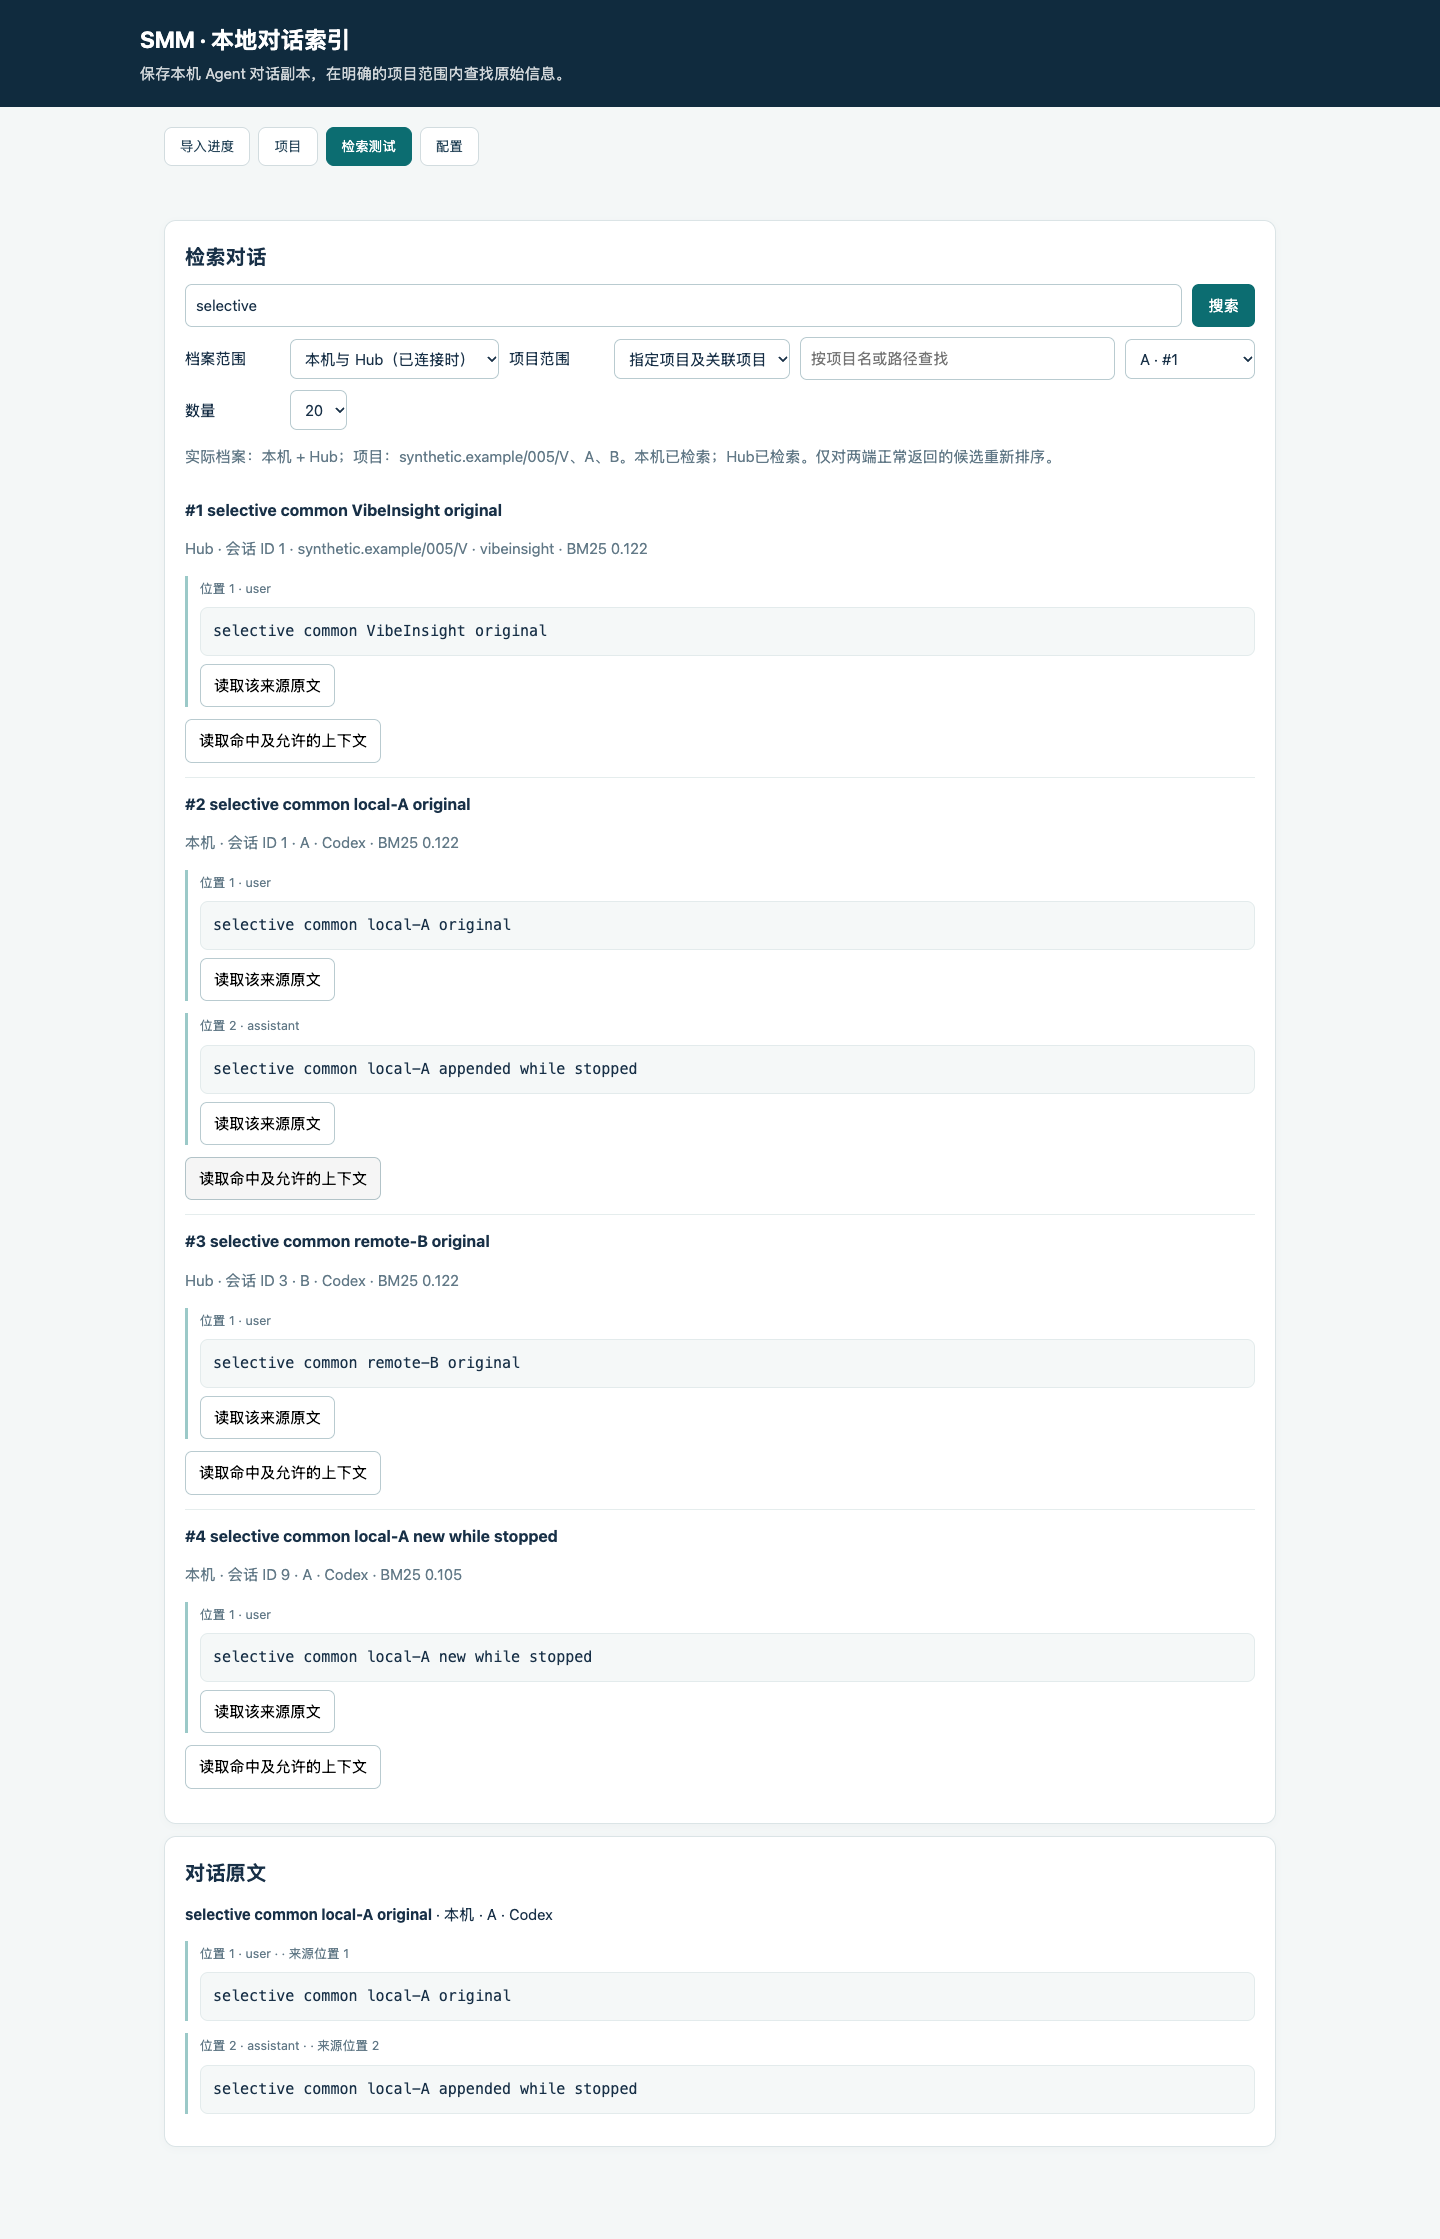 SMM · 本地对话索引
保存本机 Agent 对话副本，在明确的项目范围内查找原始信息。
导入进度 项目 检索测试 配置
检索对话
selective 搜索
档案范围 本机与 Hub（已连接时） 项目范围 指定项目及关联项目 按项目名或路径查找 A · #1
数量 20
实际档案：本机 + Hub；项目：synthetic.example/005/V、A、B。本机已检索；Hub已检索。仅对两端正常返回的候选重新排序。
#1 selective common VibeInsight original
Hub · 会话 ID 1 · synthetic.example/005/V · vibeinsight · BM25 0.122
位置 1 · user
selective common VibeInsight original
读取该来源原文
读取命中及允许的上下文
#2 selective common local-A original
本机 · 会话 ID 1 · A · Codex · BM25 0.122
位置 1 · user
selective common local-A original
读取该来源原文
位置 2 · assistant
selective common local-A appended while stopped
读取该来源原文
读取命中及允许的上下文
#3 selective common remote-B original
Hub · 会话 ID 3 · B · Codex · BM25 0.122
位置 1 · user
selective common remote-B original
读取该来源原文
读取命中及允许的上下文
#4 selective common local-A new while stopped
本机 · 会话 ID 9 · A · Codex · BM25 0.105
位置 1 · user
selective common local-A new while stopped
读取该来源原文
读取命中及允许的上下文
对话原文
selective common local-A original · 本机 · A · Codex
位置 1 · user · · 来源位置 1
selective common local-A original
位置 2 · assistant · · 来源位置 2
selective common local-A appended while stopped